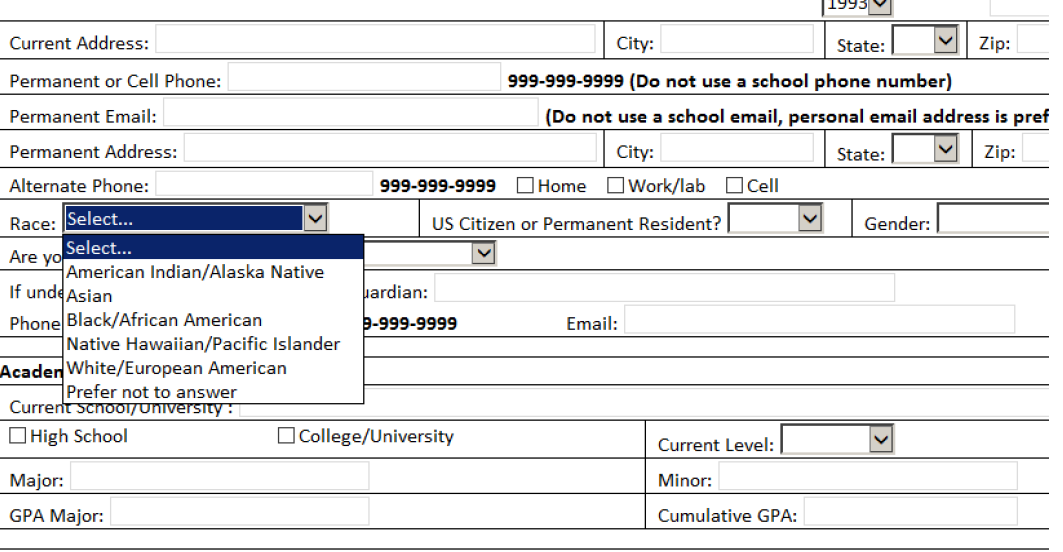 1993
Current Address: City: State: Zip:
Permanent or Cell Phone: 999-999-9999 (Do not use a school phone number)
Permanent Email: (Do not use a school email, personal email address is pref
Permanent Address: City: State: Zip:
Alternate Phone: 999-999-9999 Home Work/lab Cell
Race: Select... US Citizen or Permanent Resident? Gender:
Select...
Are yo
American Indian/Alaska Native
If unde Asian uardian:
Black/African American
Phone 9-999-9999 Email:
Native Hawaiian/Pacific Islander
Academ White/European American
Prefer not to answer
Current School/University :
High School College/University Current Level:
Major: Minor:
GPA Major: Cumulative GPA: